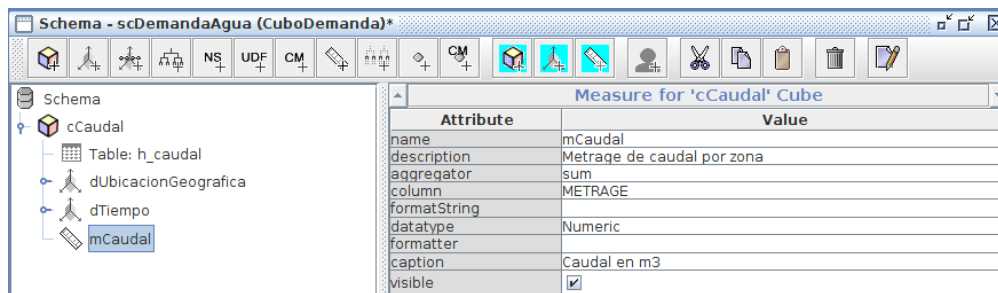 Schema - scDemandaAgua (CuboDemanda)*
NS UDF CM CM
Schema
cCaudal
Table: h_caudal
dUbicacionGeografica
dTiempo
mCaudal
Measure for 'cCaudal' Cube
Attribute Value
name mCaudal
description Metrage de caudal por zona
aggregator sum
column METRAGE
formatString
datatype Numeric
formatter
caption Caudal en m3
visible